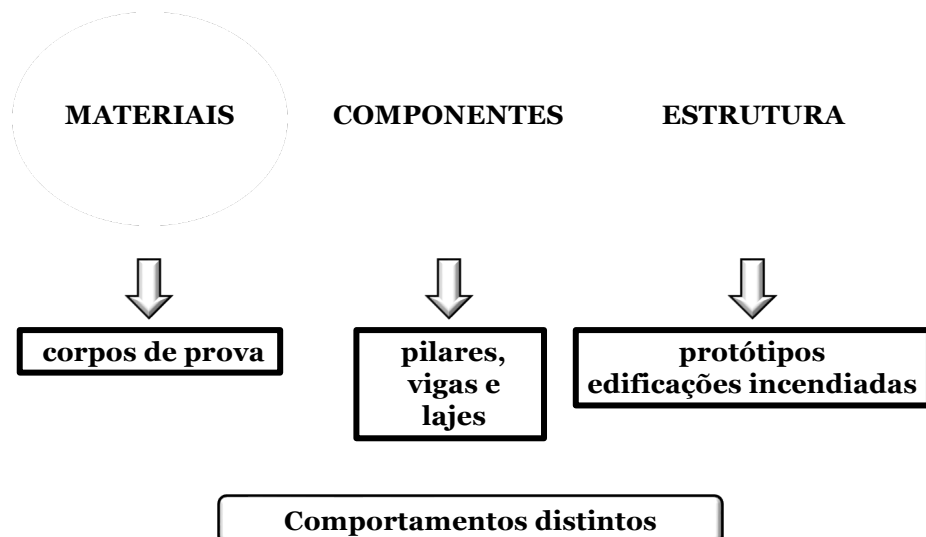 MATERIAIS
COMPONENTES
ESTRUTURA
corpos de prova
pilares,
vigas e
lajes
protótipos
edificações incendiadas
Comportamentos distintos